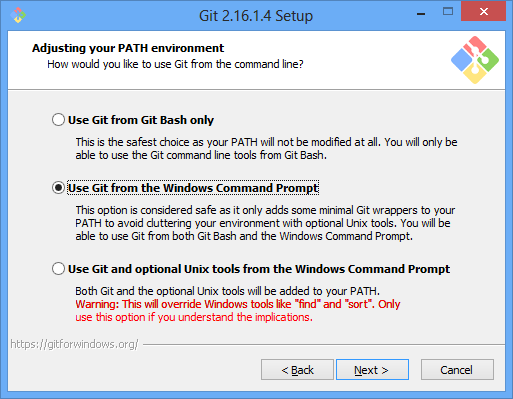 Git 2.16.1.4 Setup
Adjusting your PATH environment
How would you like to use Git from the command line?
Use Git from Git Bash only
This is the safest choice as your PATH will not be modified at all. You will only be
able to use the Git command line tools from Git Bash.
Use Git from the Windows Command Prompt
This option is considered safe as it only adds some minimal Git wrappers to your
PATH to avoid cluttering your environment with optional Unix tools. You will be
able to use Git from both Git Bash and the Windows Command Prompt.
Use Git and optional Unix tools from the Windows Command Prompt
Both Git and the optional Unix tools will be added to your PATH.
Warning: This will override Windows tools like "find" and "sort". Only
use this option if you understand the implications.
https://gitforwindows.org/
< Back Next > Cancel